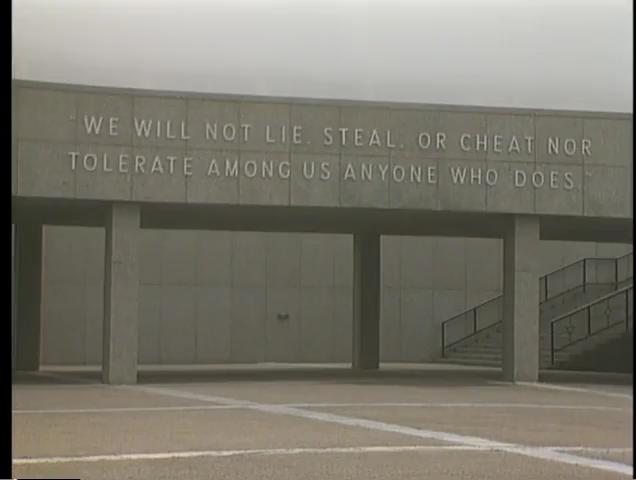 "WE WILL NOT LIE, STEAL, OR CHEAT NOR
TOLERATE AMONG US ANYONE WHO DOES."